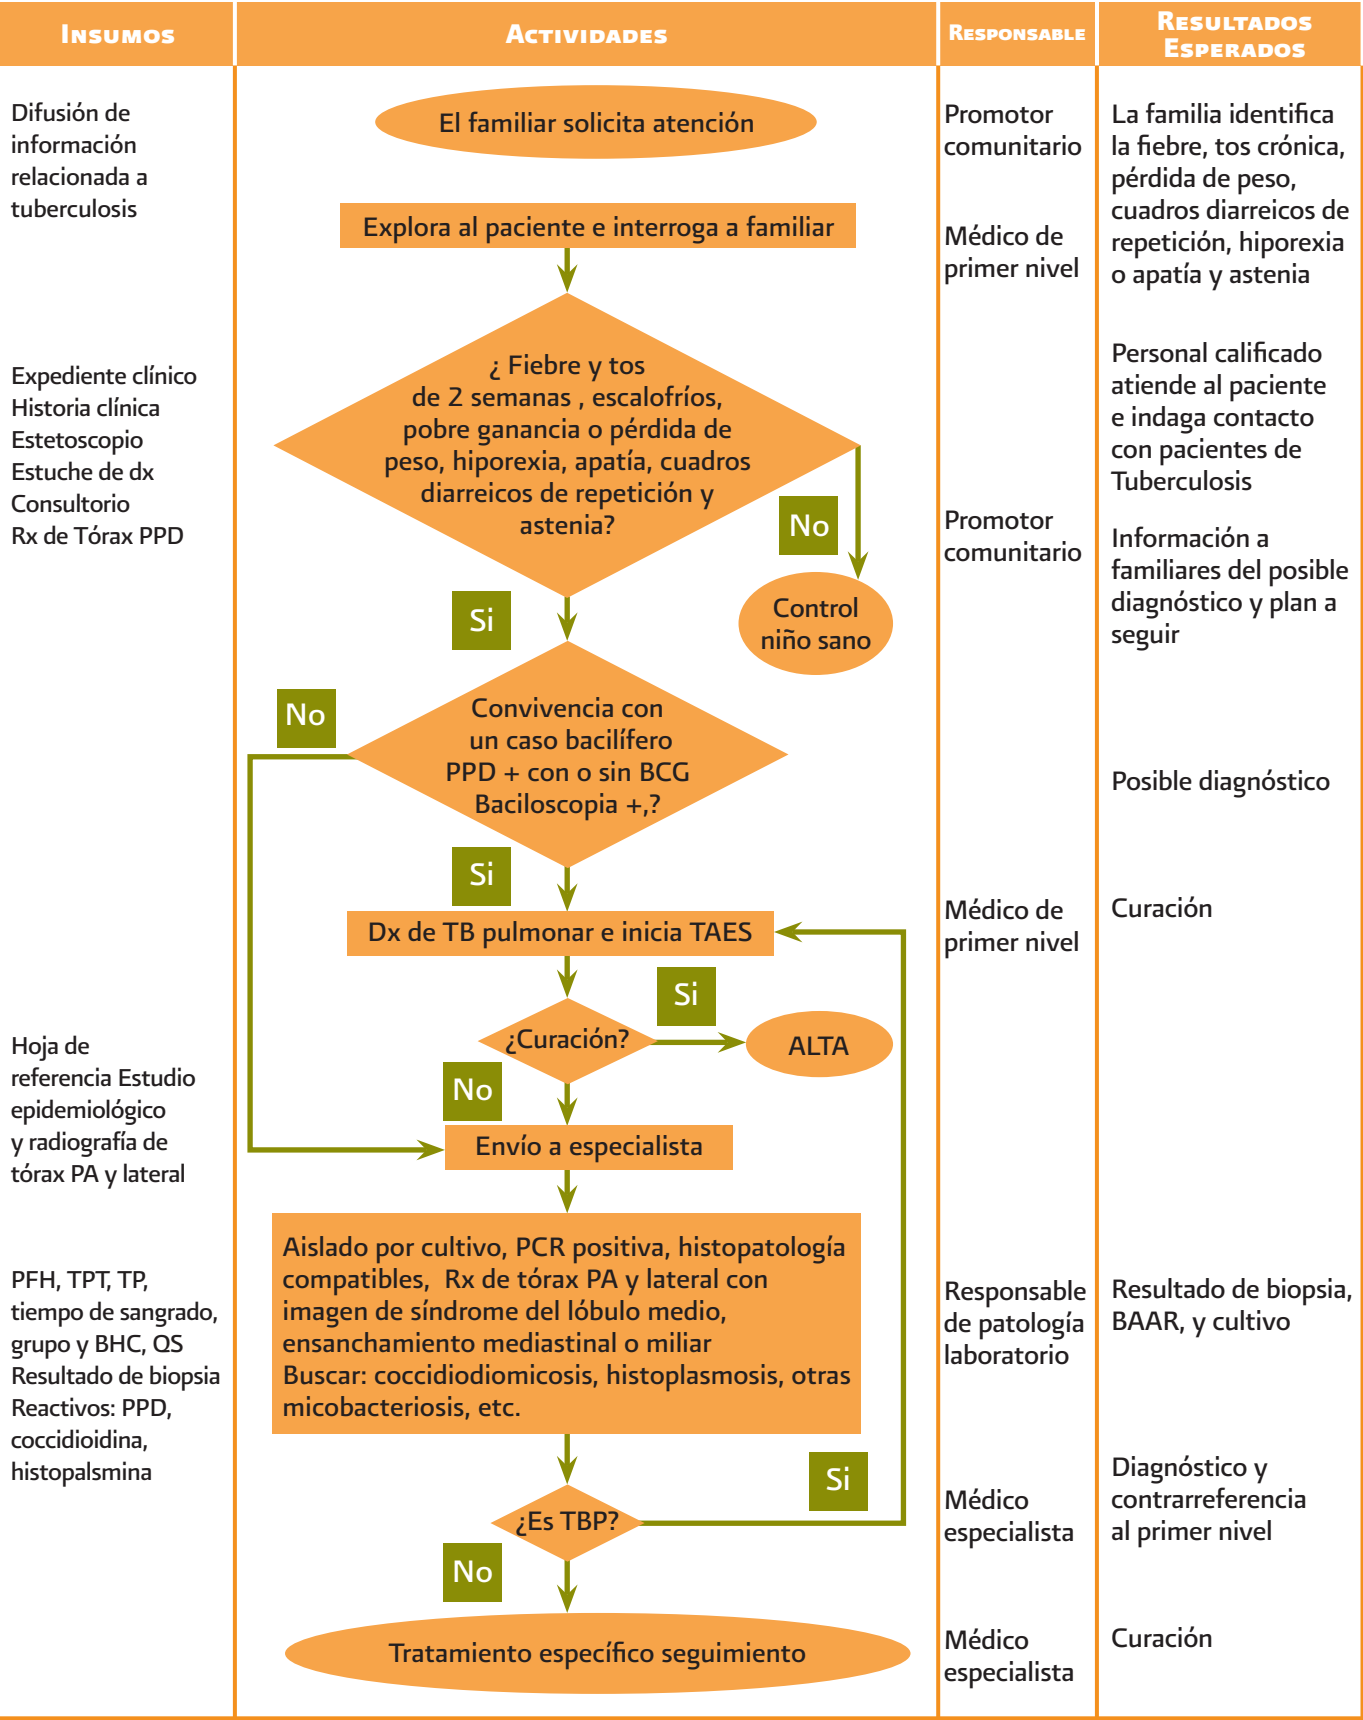 INSUMOS
Difusión de
información
relacionada a
tuberculosis
Expediente clínico
Historia clínica
Estetoscopio
Estuche de dx
Consultorio
Rx de Tórax PPD
Hoja de
referencia Estudio
epidemiológico
y radiografía de
tórax PA y lateral
PFH, TPT, TP,
tiempo de sangrado,
grupo y BHC, QS
Resultado de biopsia
Reactivos: PPD,
coccidioidina,
histopalsmina
ACTIVIDADES
El familiar solicita atención
Explora al paciente e interroga a familiar
¿ Fiebre y tos
de 2 semanas , escalofríos,
pobre ganancia o pérdida de
peso, hiporexia, apatía, cuadros
diarreicos de repetición y
astenia?
No
Control
niño sano
Si
Convivencia con
un caso bacilífero
PPD + con o sin BCG
Baciloscopia +,?
No
Si
Dx de TB pulmonar e inicia TAES
¿Curación?
Si
ALTA
No
Envío a especialista
Aislado por cultivo, PCR positiva, histopatología
compatibles, Rx de tórax PA y lateral con
imagen de síndrome del lóbulo medio,
ensanchamiento mediastinal o miliar
Buscar: coccidiodiomicosis, histoplasmosis, otras
micobacteriosis, etc.
¿Es TBP?
Si
No
Tratamiento específico seguimiento
RESPONSABLE
Promotor
comunitario
Médico de
primer nivel
Promotor
comunitario
Médico de
primer nivel
Responsable
de patología
laboratorio
Médico
especialista
Médico
especialista
RESULTADOS
ESPERADOS
La familia identifica
la fiebre, tos crónica,
pérdida de peso,
cuadros diarreicos de
repetición, hiporexia
o apatía y astenia
Personal calificado
atiende al paciente
e indaga contacto
con pacientes de
Tuberculosis
Información a
familiares del posible
diagnóstico y plan a
seguir
Posible diagnóstico
Curación
Resultado de biopsia,
BAAR, y cultivo
Diagnóstico y
contrarreferencia
al primer nivel
Curación